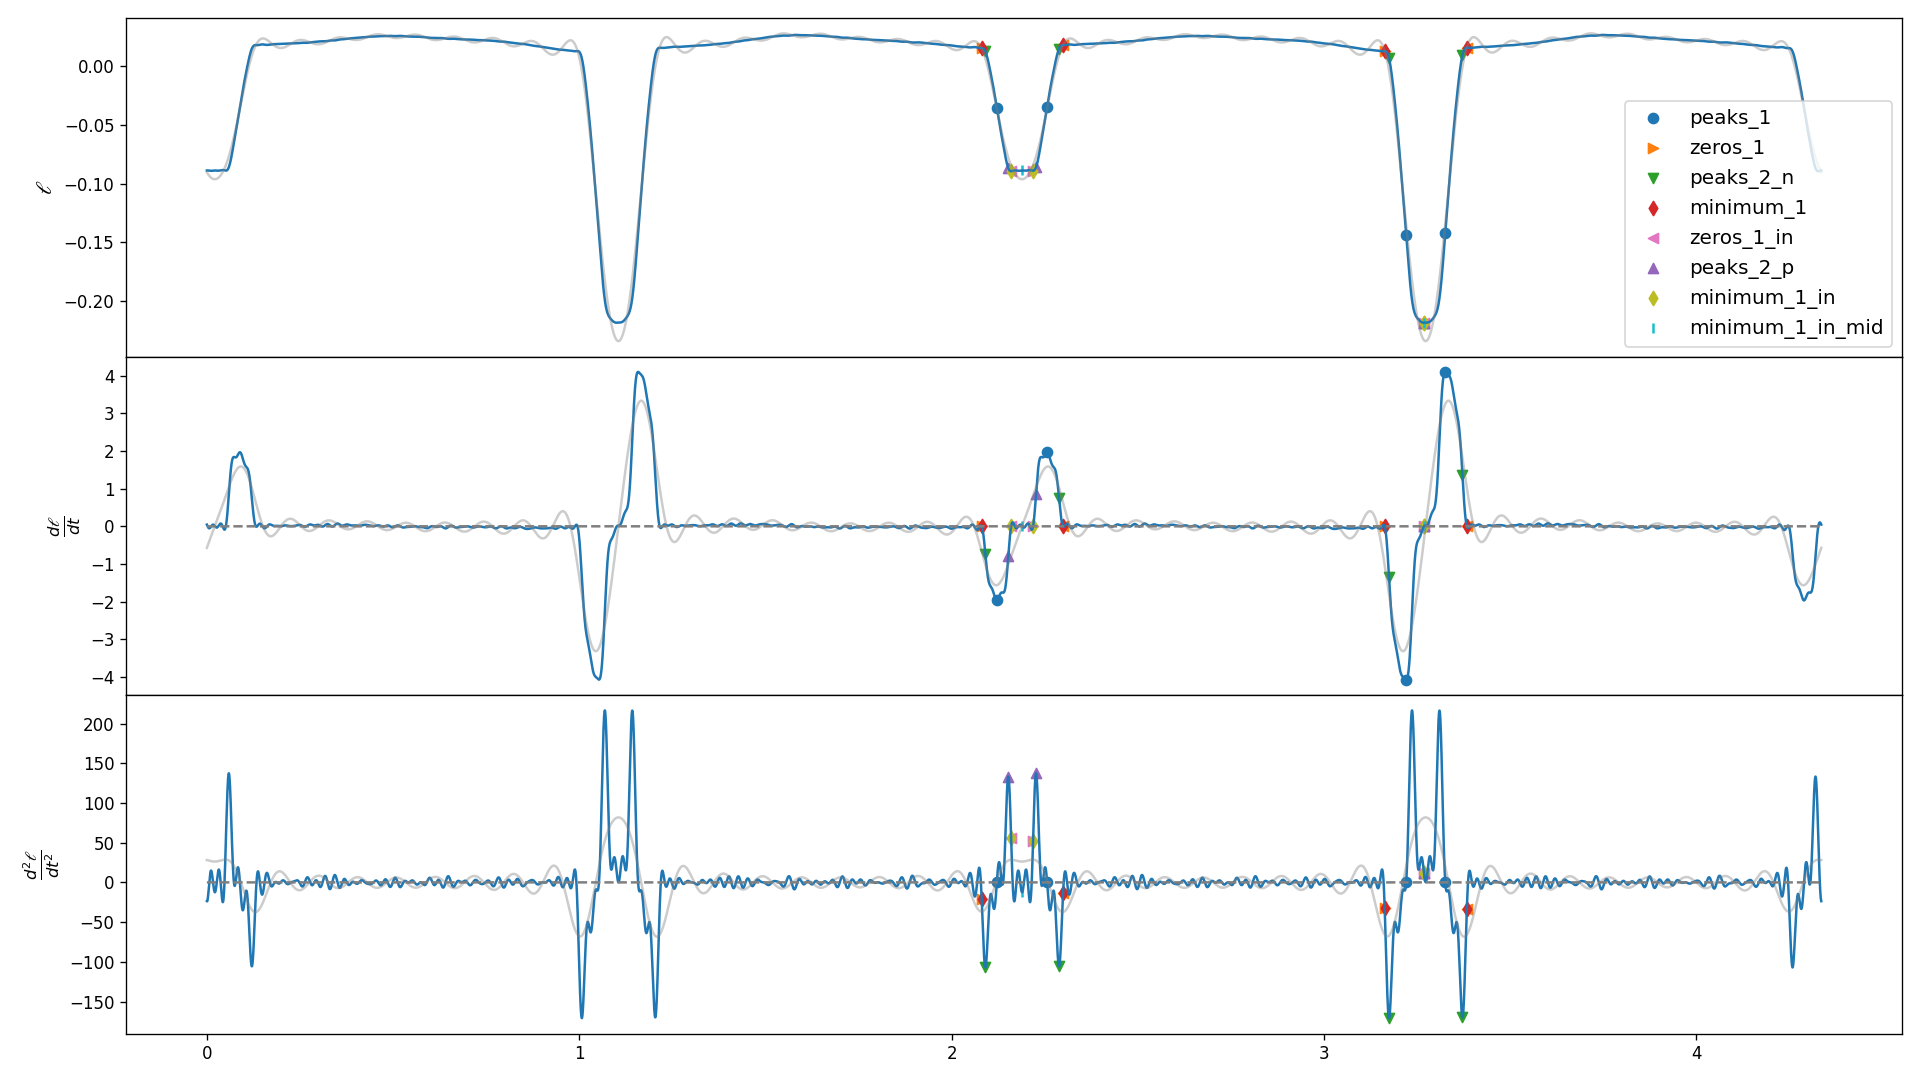 0.00
−0.05
−0.10
−0.15
−0.20
ℓ
peaks_1
zeros_1
peaks_2_n
minimum_1
zeros_1_in
peaks_2_p
minimum_1_in
minimum_1_in_mid
4
3
2
1
0
−1
−2
−3
−4
dℓ
dt
200
150
100
50
0
−50
−100
−150
d²ℓ
dt²
0 1 2 3 4